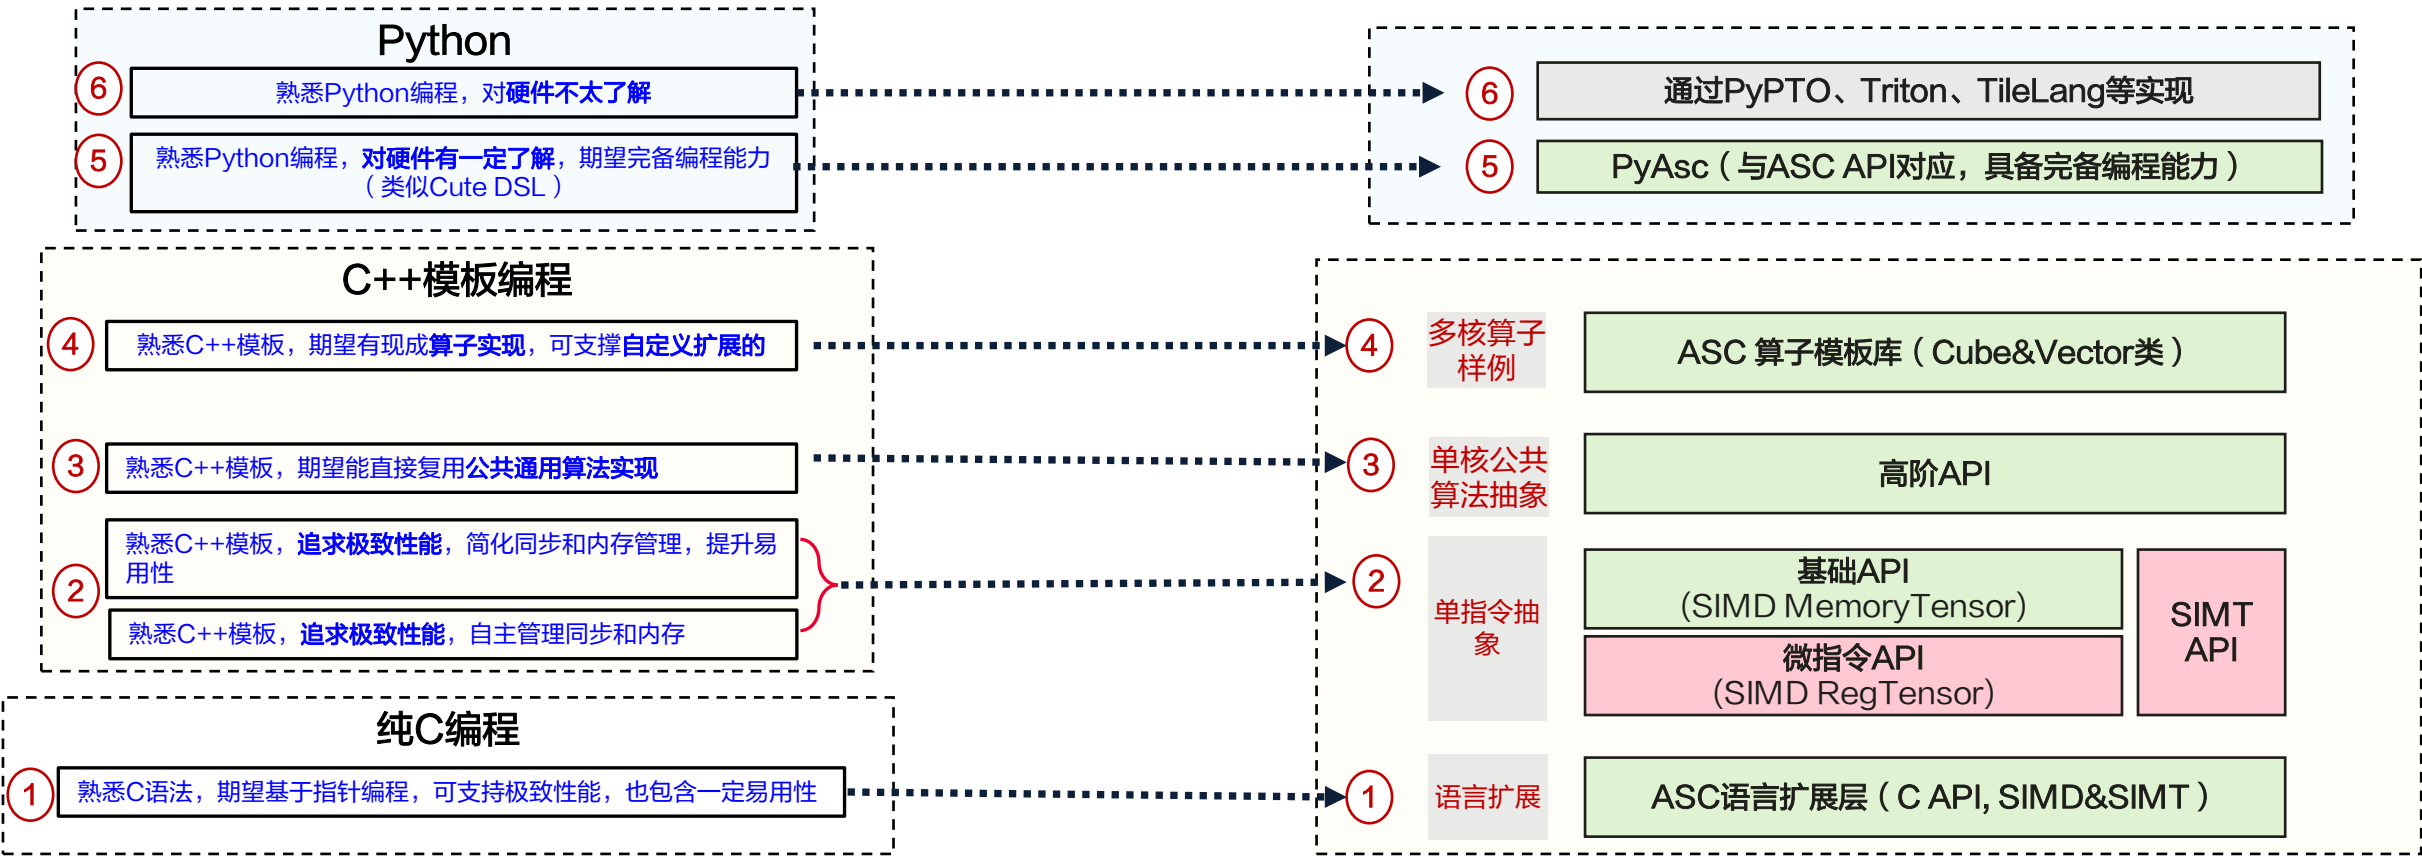 Python
6
熟悉Python编程，对硬件不太了解
5
熟悉Python编程，对硬件有一定了解，期望完备编程能力
（类似Cute DSL）
6
通过PyPTO、Triton、TileLang等实现
5
PyAsc（与ASC API对应，具备完备编程能力）
C++模板编程
4
熟悉C++模板，期望有现成算子实现，可支撑自定义扩展的
3
熟悉C++模板，期望能直接复用公共通用算法实现
2
熟悉C++模板，追求极致性能，简化同步和内存管理，提升易
用性
熟悉C++模板，追求极致性能，自主管理同步和内存
纯C编程
1
熟悉C语法，期望基于指针编程，可支持极致性能，也包含一定易用性
4
多核算子
样例
ASC 算子模板库（Cube&Vector类）
3
单核公共
算法抽象
高阶API
2
单指令抽
象
基础API
（SIMD MemoryTensor）
微指令API
（SIMD RegTensor）
SIMT
API
1
语言扩展
ASC语言扩展层（C API, SIMD&SIMT）